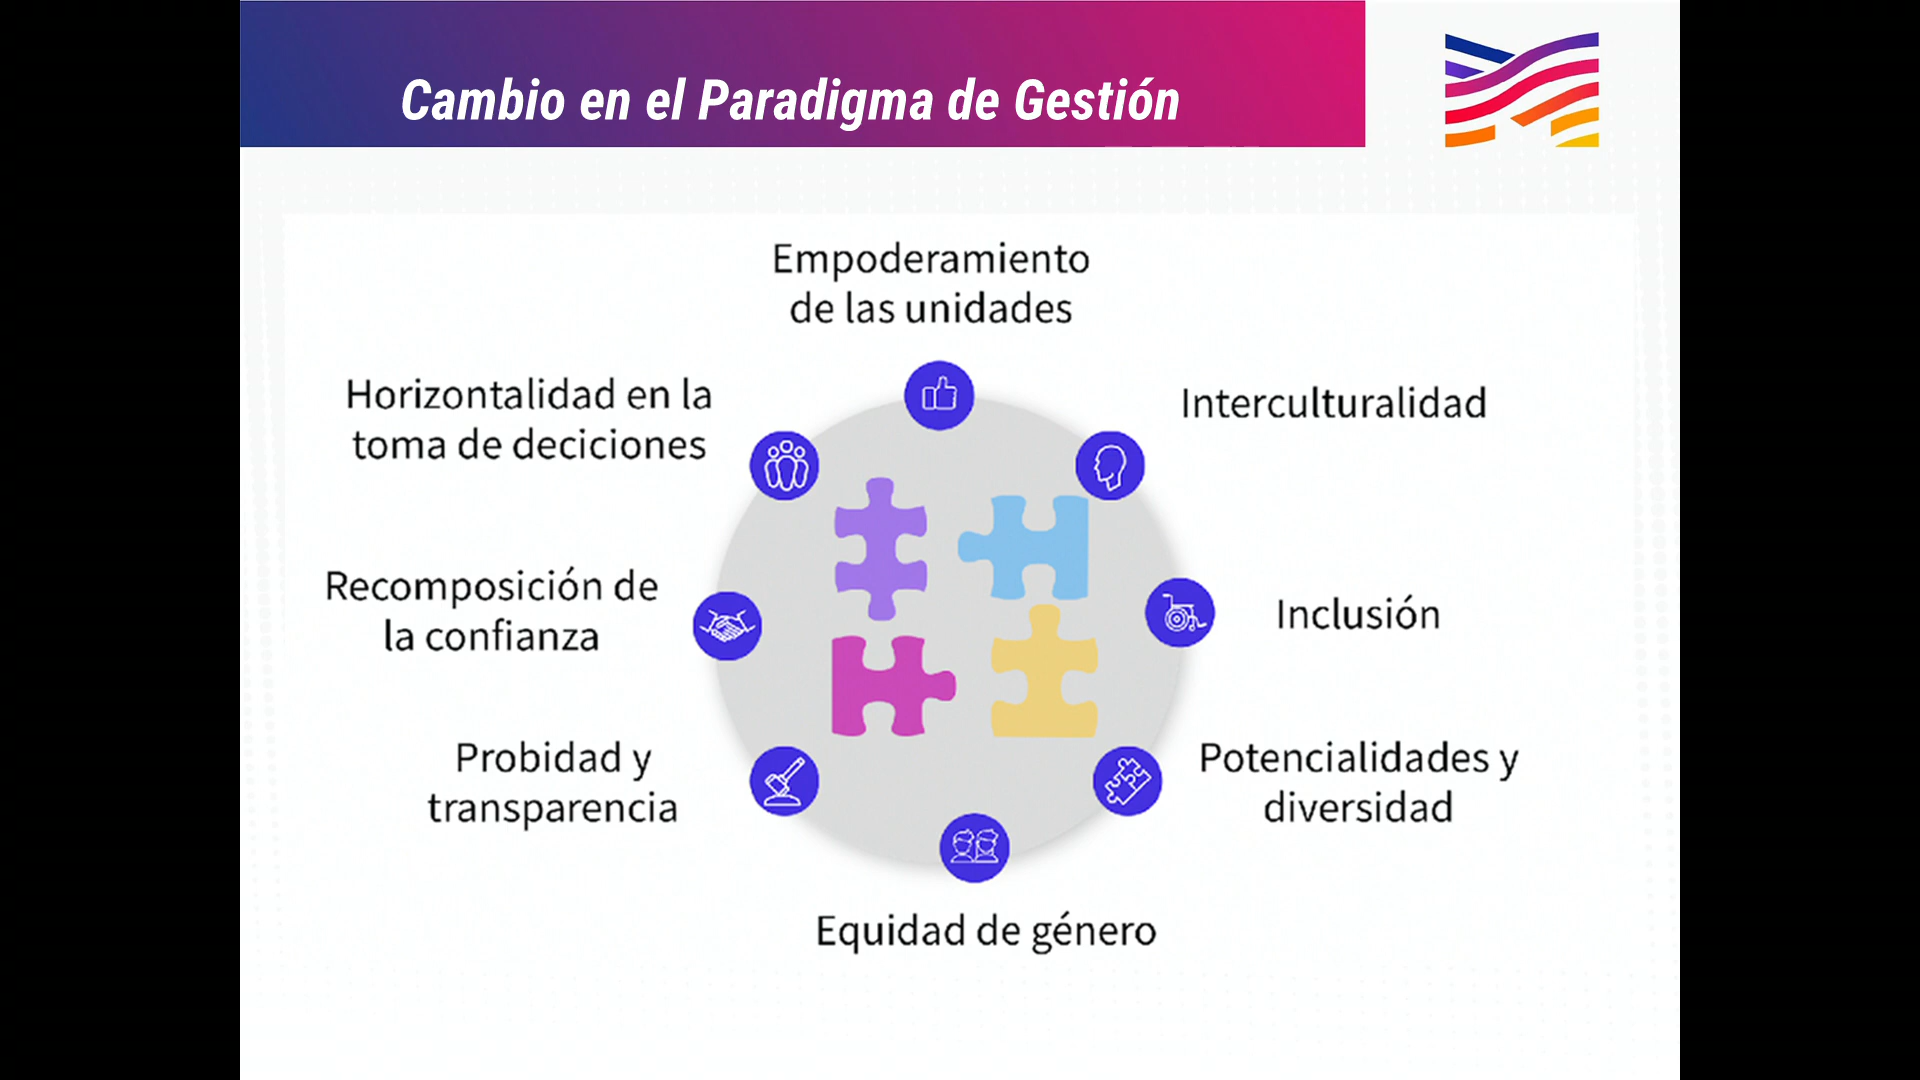 Cambio en el Paradigma de Gestión
Empoderamiento
de las unidades
Horizontalidad en la
toma de deciciones
Interculturalidad
Recomposición de
la confianza
Inclusión
Probidad y
transparencia
Potencialidades y
diversidad
Equidad de género